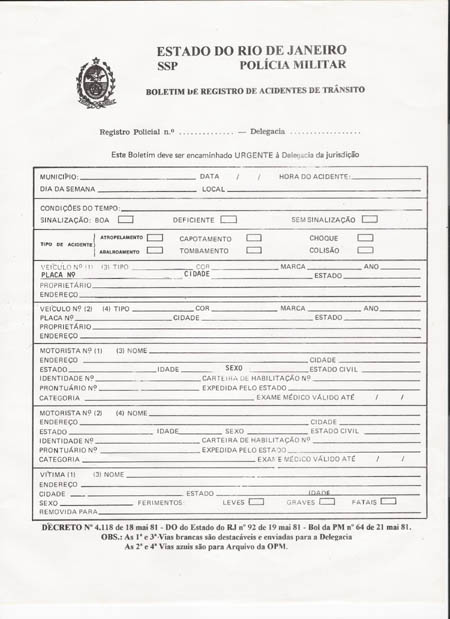 ESTADO DO RIO DE JANEIRO
SSP POLÍCIA MILITAR
BOLETIM DE REGISTRO DE ACIDENTES DE TRÂNSITO
Registro Policial n.º ............. — Delegacia .................
Este Boletim deve ser encaminhado URGENTE à Delegacia da jurisdição
MUNICÍPIO: DATA / / HORA DO ACIDENTE:
DIA DA SEMANA LOCAL
CONDIÇÕES DO TEMPO:
SINALIZAÇÃO: BOA DEFICIENTE SEM SINALIZAÇÃO
TIPO DE ACIDENTE ATROPELAMENTO CAPOTAMENTO CHOQUE
ABALROAMENTO TOMBAMENTO COLISÃO
VEÍCULO Nº (1) (3) TIPO COR MARCA ANO
PLACA Nº CIDADE ESTADO
PROPRIETÁRIO
ENDEREÇO
VEÍCULO Nº (2) (4) TIPO COR MARCA ANO
PLACA Nº CIDADE ESTADO
PROPRIETÁRIO
ENDEREÇO
MOTORISTA Nº (1) (3) NOME
ENDEREÇO CIDADE
ESTADO IDADE SEXO ESTADO CIVIL
IDENTIDADE Nº CARTEIRA DE HABILITAÇÃO Nº
PRONTUÁRIO Nº EXPEDIDA PELO ESTADO
CATEGORIA EXAME MÉDICO VÁLIDO ATÉ / /
MOTORISTA Nº (2) (4) NOME
ENDEREÇO CIDADE
ESTADO IDADE SEXO ESTADO CIVIL
IDENTIDADE Nº CARTEIRA DE HABILITAÇÃO Nº
PRONTUÁRIO Nº EXPEDIDA PELO ESTADO
CATEGORIA EXAME MÉDICO VÁLIDO ATÉ / /
VÍTIMA (1) (3) NOME
ENDEREÇO
CIDADE ESTADO IDADE
SEXO FERIMENTOS: LEVES GRAVES FATAIS
REMOVIDA PARA
DECRETO Nº 4.118 de 18 mai 81 - DO do Estado do RJ nº 92 de 19 mai 81 - Bol da PM nº 64 de 21 mai 81.
OBS.: As 1ª e 3ª Vias brancas são destacáveis e enviadas para a Delegacia
As 2ª e 4ª Vias azuis são para Arquivo da OPM.